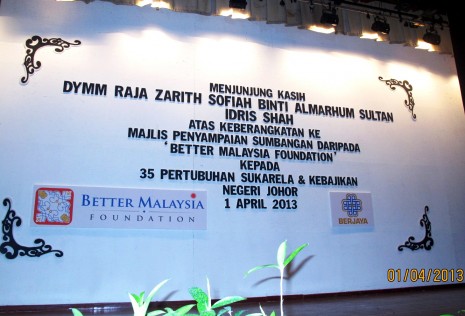 MENJUNJUNG KASIH
DYMM RAJA ZARITH SOFIAH BINTI ALMARHUM SULTAN
IDRIS SHAH
ATAS KEBERANGKATAN KE
MAJLIS PENYAMPAIAN SUMBANGAN DARIPADA
'BETTER MALAYSIA FOUNDATION'
KEPADA
35 PERTUBUHAN SUKARELA & KEBAJIKAN
NEGERI JOHOR
1 APRIL 2013
BETTER MALAYSIA
FOUNDATION
BERJAYA
01/04/2013